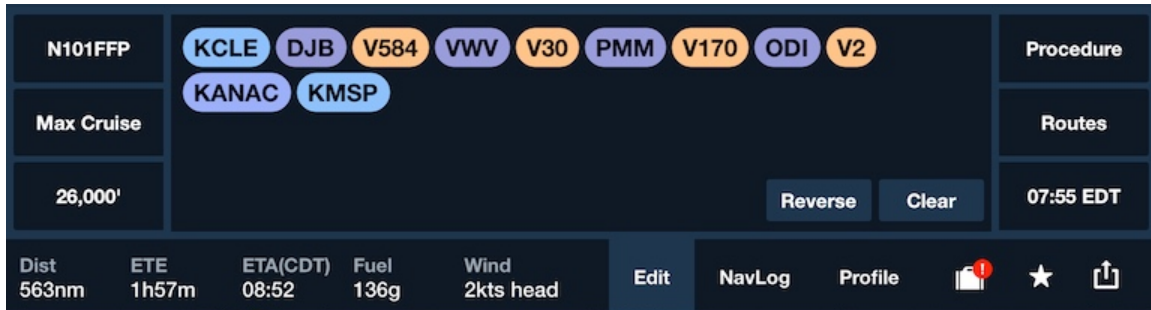 N101FFP
Max Cruise
26,000'
KCLE DJB V584 VWV V30 PMM V170 ODI V2
KANAC KMSP
Reverse Clear
Procedure
Routes
07:55 EDT
Dist ETE ETA(CDT) Fuel Wind
563nm 1h57m 08:52 136g 2kts head
Edit NavLog Profile !